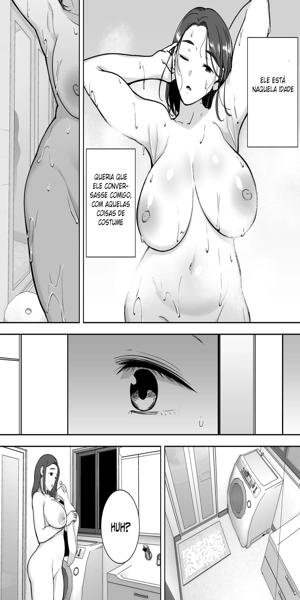 ELE ESTÁ
NAQUELA IDADE
QUERIA QUE
ELE CONVER-
SASSE COMIGO,
COM AQUELAS
COISAS DE
COSTUME
HUH?